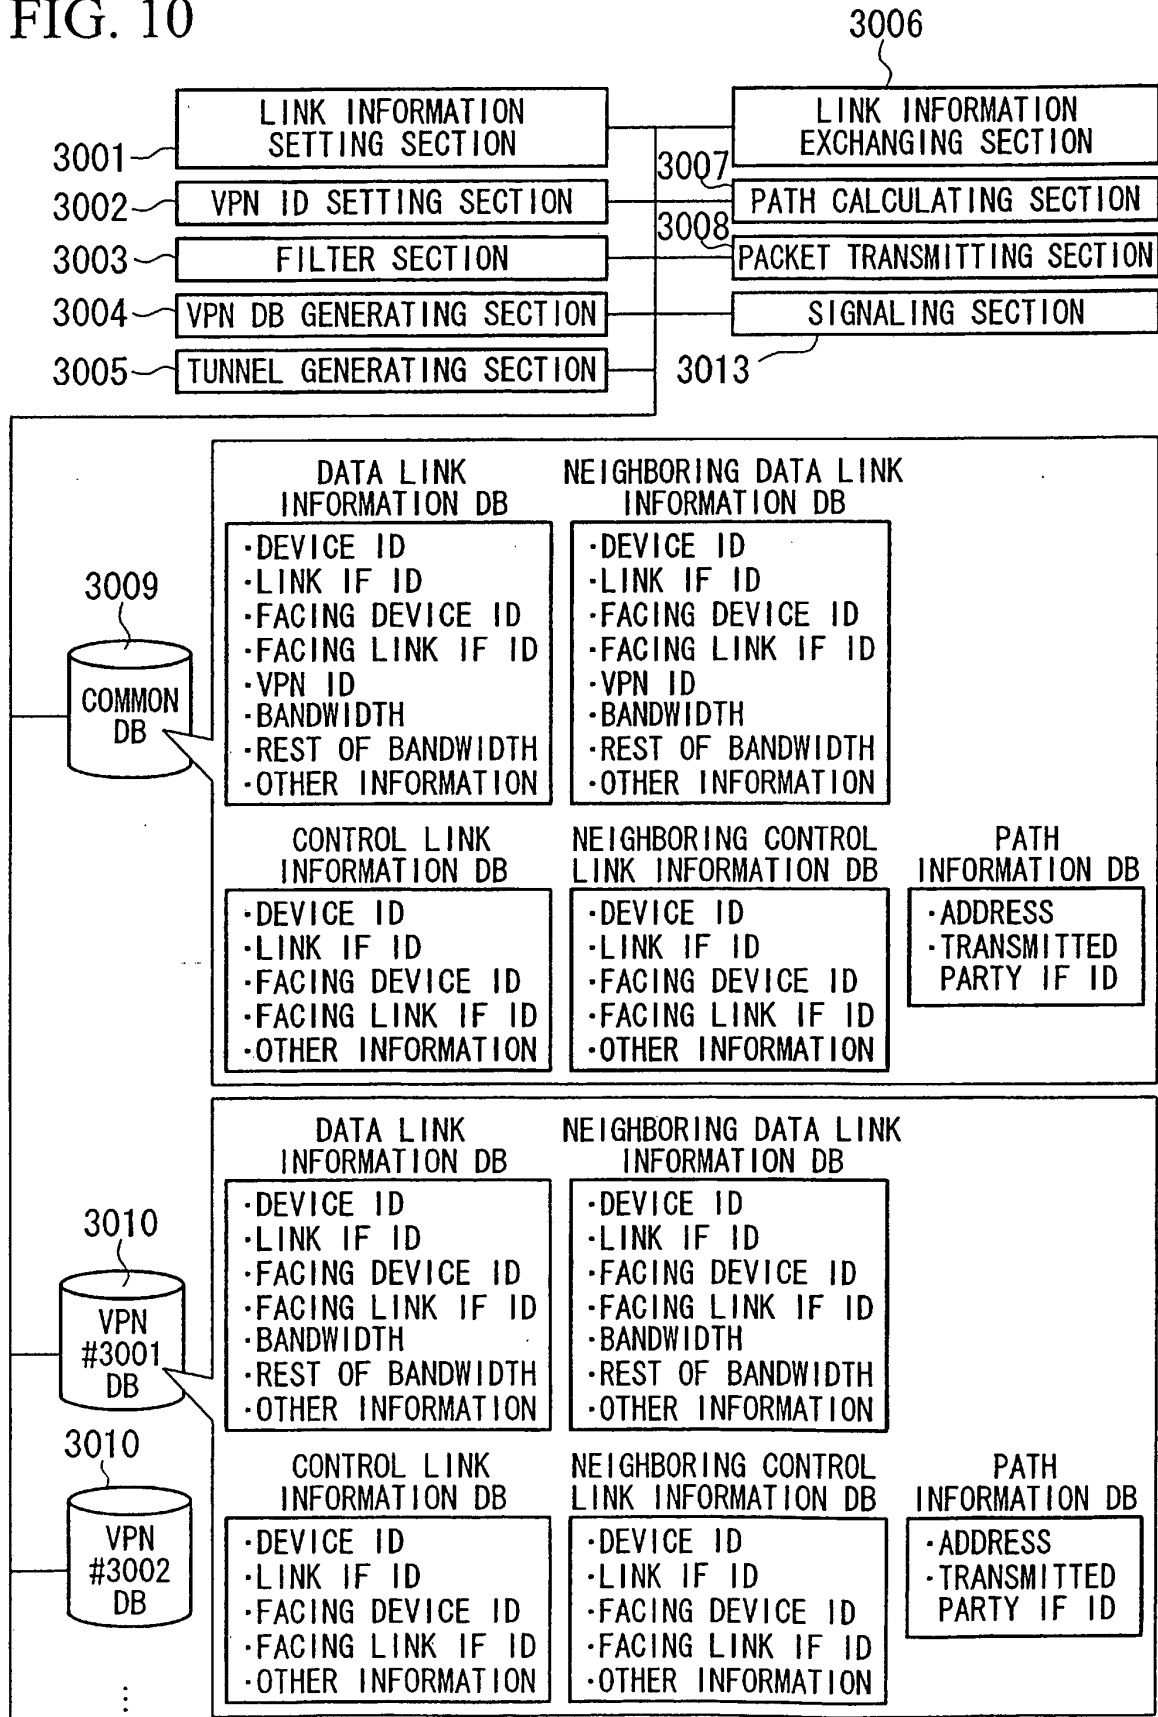 FIG. 10
3006
LINK INFORMATION
SETTING SECTION
3001
LINK INFORMATION
EXCHANGING SECTION
3002
VPN ID SETTING SECTION
3007
PATH CALCULATING SECTION
3003
FILTER SECTION
3008
PACKET TRANSMITTING SECTION
3004
VPN DB GENERATING SECTION
SIGNALING SECTION
3005
TUNNEL GENERATING SECTION
3013
3009
COMMON
DB
DATA LINK
INFORMATION DB
·DEVICE ID
·LINK IF ID
·FACING DEVICE ID
·FACING LINK IF ID
·VPN ID
·BANDWIDTH
·REST OF BANDWIDTH
·OTHER INFORMATION
NEIGHBORING DATA LINK
INFORMATION DB
·DEVICE ID
·LINK IF ID
·FACING DEVICE ID
·FACING LINK IF ID
·VPN ID
·BANDWIDTH
·REST OF BANDWIDTH
·OTHER INFORMATION
CONTROL LINK
INFORMATION DB
·DEVICE ID
·LINK IF ID
·FACING DEVICE ID
·FACING LINK IF ID
·OTHER INFORMATION
NEIGHBORING CONTROL
LINK INFORMATION DB
·DEVICE ID
·LINK IF ID
·FACING DEVICE ID
·FACING LINK IF ID
·OTHER INFORMATION
PATH
INFORMATION DB
·ADDRESS
·TRANSMITTED
PARTY IF ID
3010
VPN
#3001
DB
DATA LINK
INFORMATION DB
·DEVICE ID
·LINK IF ID
·FACING DEVICE ID
·FACING LINK IF ID
·BANDWIDTH
·REST OF BANDWIDTH
·OTHER INFORMATION
NEIGHBORING DATA LINK
INFORMATION DB
·DEVICE ID
·LINK IF ID
·FACING DEVICE ID
·FACING LINK IF ID
·BANDWIDTH
·REST OF BANDWIDTH
·OTHER INFORMATION
3010
VPN
#3002
DB
CONTROL LINK
INFORMATION DB
·DEVICE ID
·LINK IF ID
·FACING DEVICE ID
·FACING LINK IF ID
·OTHER INFORMATION
NEIGHBORING CONTROL
LINK INFORMATION DB
·DEVICE ID
·LINK IF ID
·FACING DEVICE ID
·FACING LINK IF ID
·OTHER INFORMATION
PATH
INFORMATION DB
·ADDRESS
·TRANSMITTED
PARTY IF ID
⋮